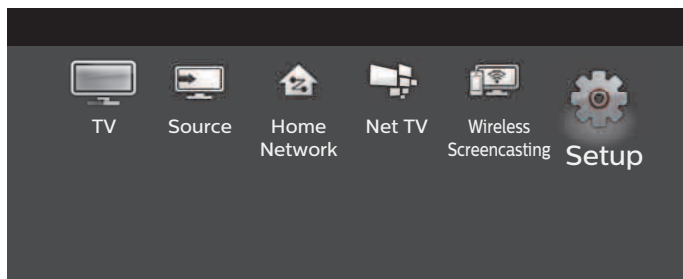 TV
Source
Home
Network
Net TV
Wireless
Screencasting
Setup